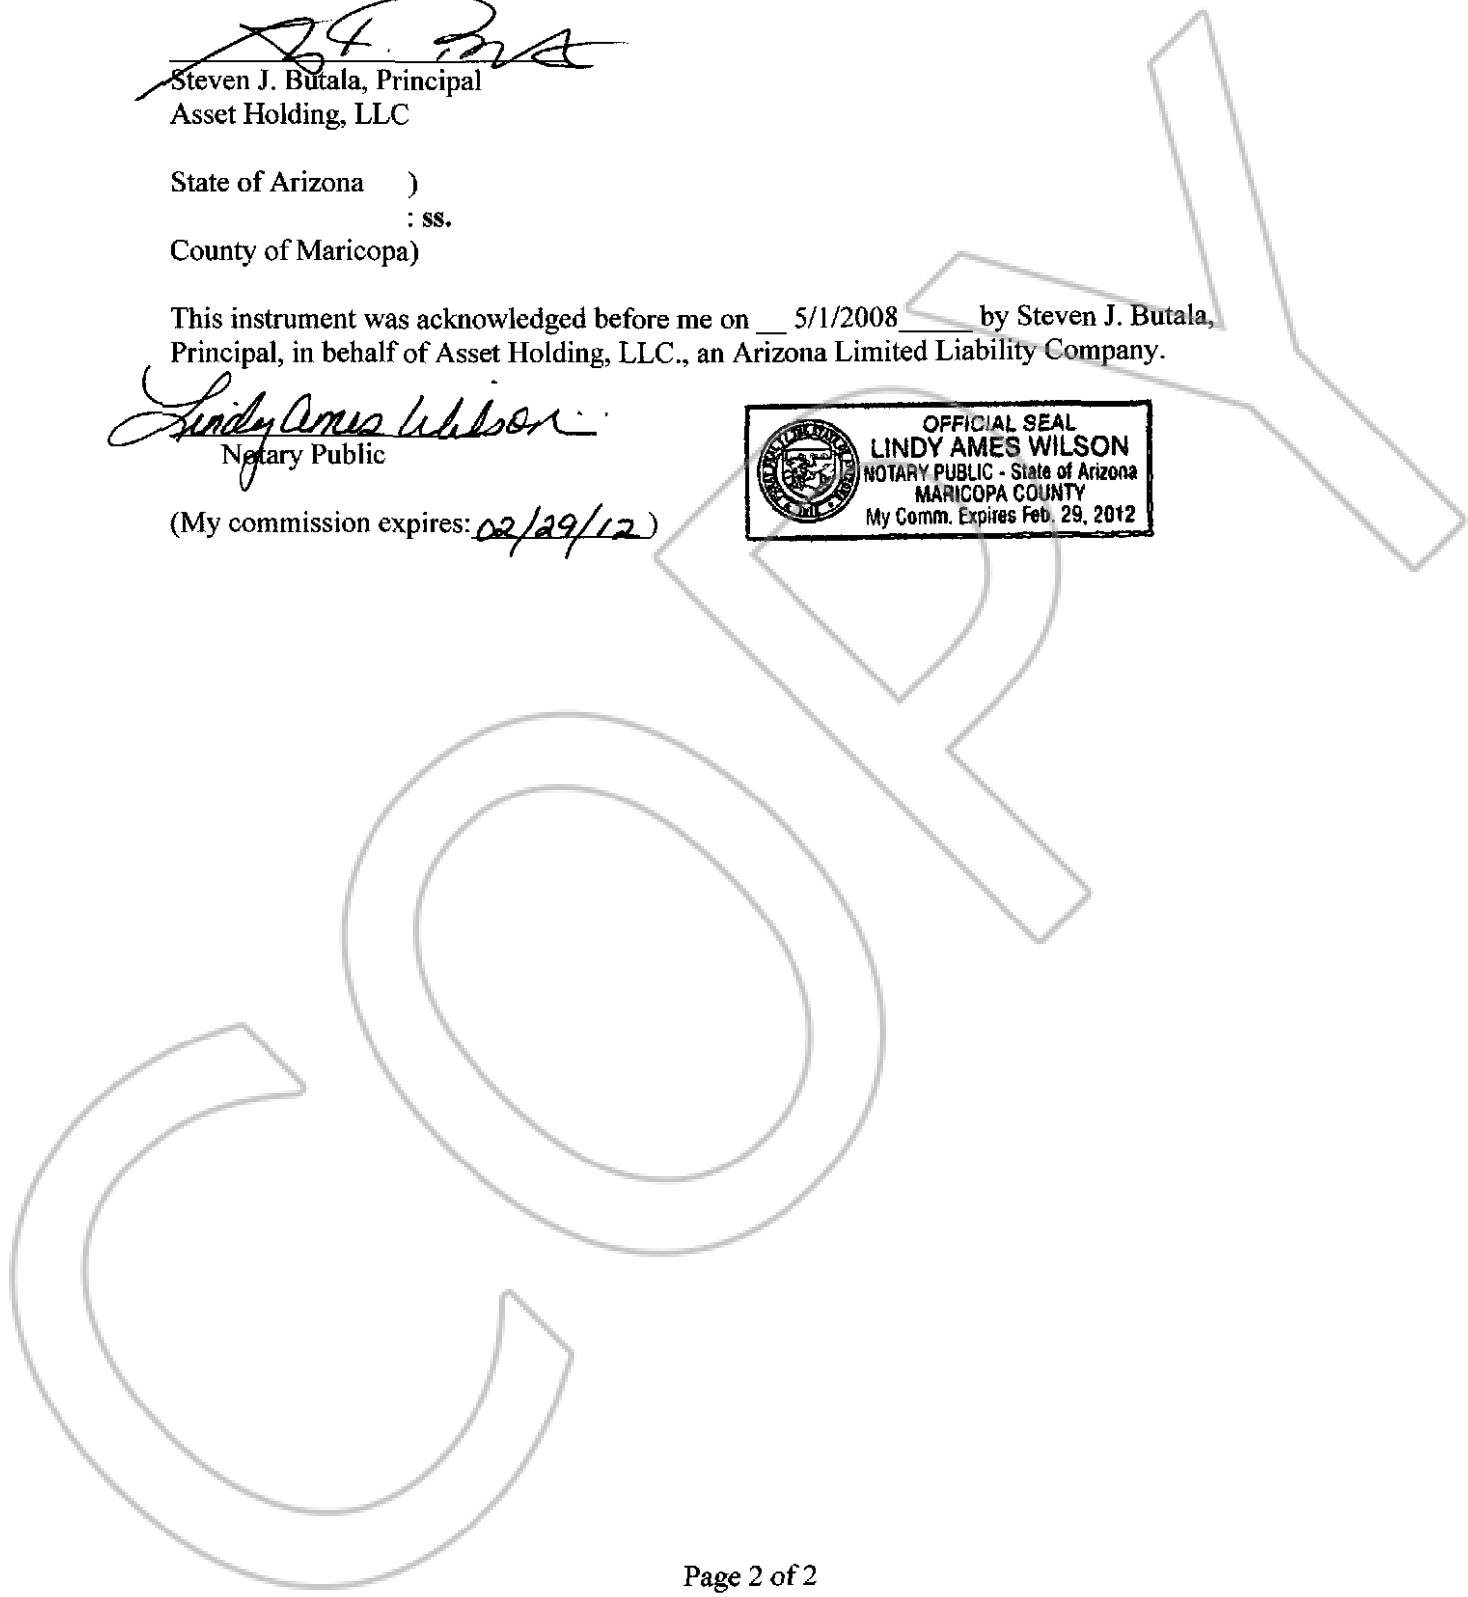 Steven J. Butala, Principal
Asset Holding, LLC
State of Arizona )
: ss.
County of Maricopa)
This instrument was acknowledged before me on __ 5/1/2008_____ by Steven J. Butala,
Principal, in behalf of Asset Holding, LLC., an Arizona Limited Liability Company.
Lindy Ames Wilson
Notary Public
(My commission expires: 02/29/12)
OFFICIAL SEAL
LINDY AMES WILSON
NOTARY PUBLIC - State of Arizona
MARICOPA COUNTY
My Comm. Expires Feb. 29, 2012
COPY
Page 2 of 2